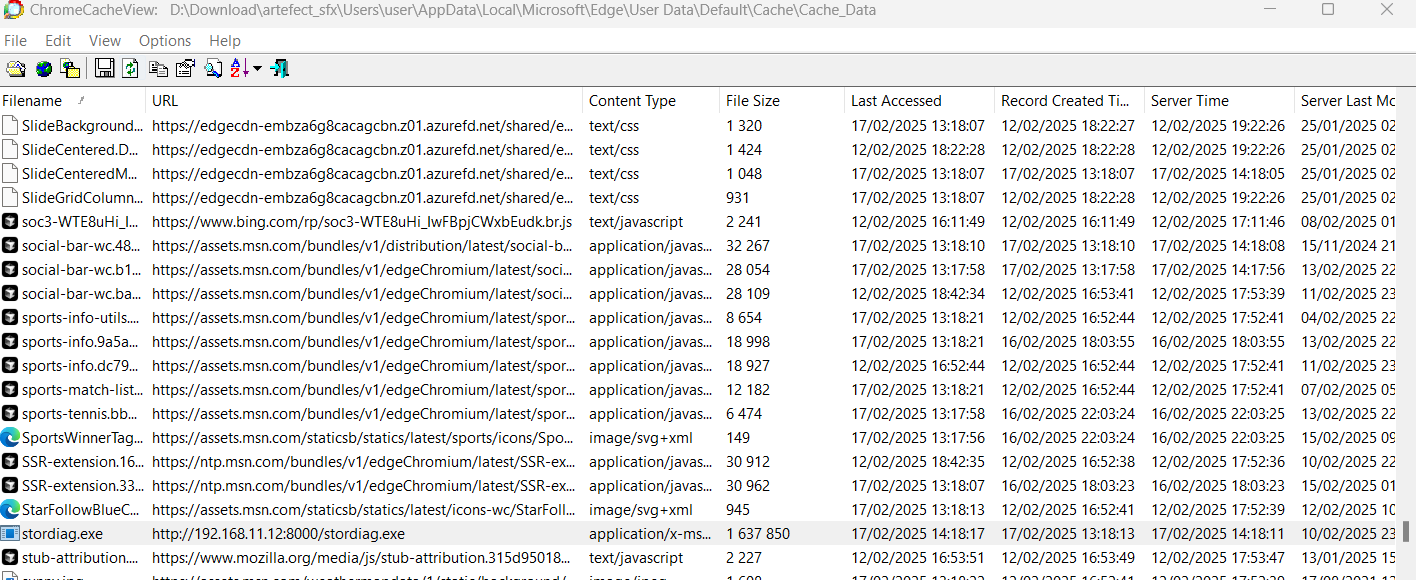 ChromeCacheView: D:\Download\artefect_sfx\Users\user\AppData\Local\Microsoft\Edge\User Data\Default\Cache\Cache_Data
File Edit View Options Help
Filename / URL Content Type File Size Last Accessed Record Created Ti... Server Time Server Last Mc
SlideBackground... https://edgecdn-embza6g8cacagcbn.z01.azurefd.net/shared/e... text/css 1 320 17/02/2025 13:18:07 12/02/2025 18:22:27 12/02/2025 19:22:26 25/01/2025 02
SlideCentered.D... https://edgecdn-embza6g8cacagcbn.z01.azurefd.net/shared/e... text/css 1 424 12/02/2025 18:22:28 12/02/2025 18:22:28 12/02/2025 19:22:26 25/01/2025 02
SlideCenteredM... https://edgecdn-embza6g8cacagcbn.z01.azurefd.net/shared/e... text/css 1 048 17/02/2025 13:18:07 17/02/2025 13:18:07 17/02/2025 14:18:05 25/01/2025 02
SlideGridColumn... https://edgecdn-embza6g8cacagcbn.z01.azurefd.net/shared/e... text/css 931 17/02/2025 13:18:07 12/02/2025 18:22:28 12/02/2025 19:22:26 25/01/2025 02
soc3-WTE8uHi_I... https://www.bing.com/rp/soc3-WTE8uHi_IwFBpjCWxbEudk.br.js text/javascript 2 241 12/02/2025 16:11:49 12/02/2025 16:11:49 12/02/2025 17:11:46 08/02/2025 01
social-bar-wc.48... https://assets.msn.com/bundles/v1/distribution/latest/social-b... application/javas... 32 267 17/02/2025 13:18:10 17/02/2025 13:18:10 17/02/2025 14:18:08 15/11/2024 21
social-bar-wc.b1... https://assets.msn.com/bundles/v1/edgeChromium/latest/soci... application/javas... 28 054 17/02/2025 13:17:58 17/02/2025 13:17:58 17/02/2025 14:17:56 13/02/2025 22
social-bar-wc.ba... https://assets.msn.com/bundles/v1/edgeChromium/latest/soci... application/javas... 28 109 12/02/2025 18:42:34 12/02/2025 16:53:41 12/02/2025 17:53:39 11/02/2025 23
sports-info-utils.... https://assets.msn.com/bundles/v1/edgeChromium/latest/spor... application/javas... 8 654 17/02/2025 13:18:21 12/02/2025 16:52:44 12/02/2025 17:52:41 04/02/2025 22
sports-info.9a5a... https://assets.msn.com/bundles/v1/edgeChromium/latest/spor... application/javas... 18 998 17/02/2025 13:18:21 16/02/2025 18:03:55 16/02/2025 18:03:55 13/02/2025 22
sports-info.dc79... https://assets.msn.com/bundles/v1/edgeChromium/latest/spor... application/javas... 18 927 12/02/2025 16:52:44 12/02/2025 16:52:44 12/02/2025 17:52:41 11/02/2025 23
sports-match-list... https://assets.msn.com/bundles/v1/edgeChromium/latest/spor... application/javas... 12 182 17/02/2025 13:18:21 12/02/2025 16:52:44 12/02/2025 17:52:41 07/02/2025 05
sports-tennis.bb... https://assets.msn.com/bundles/v1/edgeChromium/latest/spor... application/javas... 6 474 17/02/2025 13:17:58 16/02/2025 22:03:24 16/02/2025 22:03:25 13/02/2025 22
SportsWinnerTag... https://assets.msn.com/staticsb/statics/latest/sports/icons/Spo... image/svg+xml 149 17/02/2025 13:17:56 16/02/2025 22:03:24 16/02/2025 22:03:25 15/02/2025 09
SSR-extension.16... https://ntp.msn.com/bundles/v1/edgeChromium/latest/SSR-ex... application/javas... 30 912 12/02/2025 18:42:35 12/02/2025 16:52:38 12/02/2025 17:52:36 10/02/2025 22
SSR-extension.33... https://ntp.msn.com/bundles/v1/edgeChromium/latest/SSR-ex... application/javas... 30 962 17/02/2025 13:18:07 16/02/2025 18:03:23 16/02/2025 18:03:23 15/02/2025 01
StarFollowBlueC... https://assets.msn.com/staticsb/statics/latest/icons-wc/StarFoll... image/svg+xml 945 17/02/2025 13:18:13 12/02/2025 16:52:41 12/02/2025 17:53:39 12/02/2025 10
stordiag.exe http://192.168.11.12:8000/stordiag.exe application/x-ms... 1 637 850 17/02/2025 14:18:17 17/02/2025 13:18:13 17/02/2025 14:18:11 10/02/2025 23
stub-attribution.... https://www.mozilla.org/media/js/stub-attribution.315d95018... text/javascript 2 227 12/02/2025 16:53:51 12/02/2025 16:53:49 12/02/2025 17:53:47 13/01/2025 15